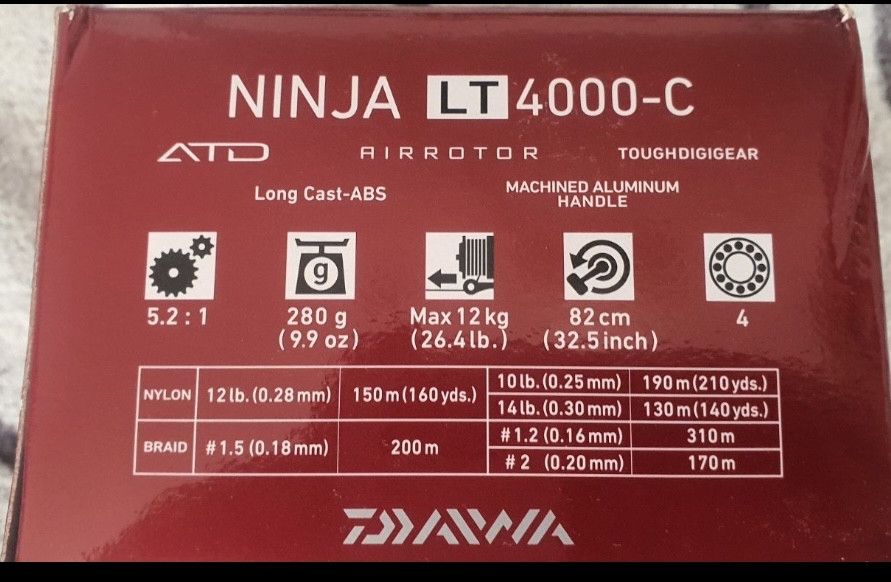 NINJA LT 4000-C
ATD AIRROTOR TOUGHDIGIGEAR
Long Cast-ABS MACHINED ALUMINUM
HANDLE
g
5.2 : 1 280 g Max 12 kg 82 cm 4
(9.9 oz) (26.4 lb.) (32.5 inch)
NYLON 12 lb. (0.28 mm) 150 m (160 yds.) 10 lb. (0.25 mm) 190 m (210 yds.)
14 lb. (0.30 mm) 130 m (140 yds.)
BRAID #1.5 (0.18 mm) 200 m #1.2 (0.16 mm) 310 m
#2 (0.20 mm) 170 m
DAIWA